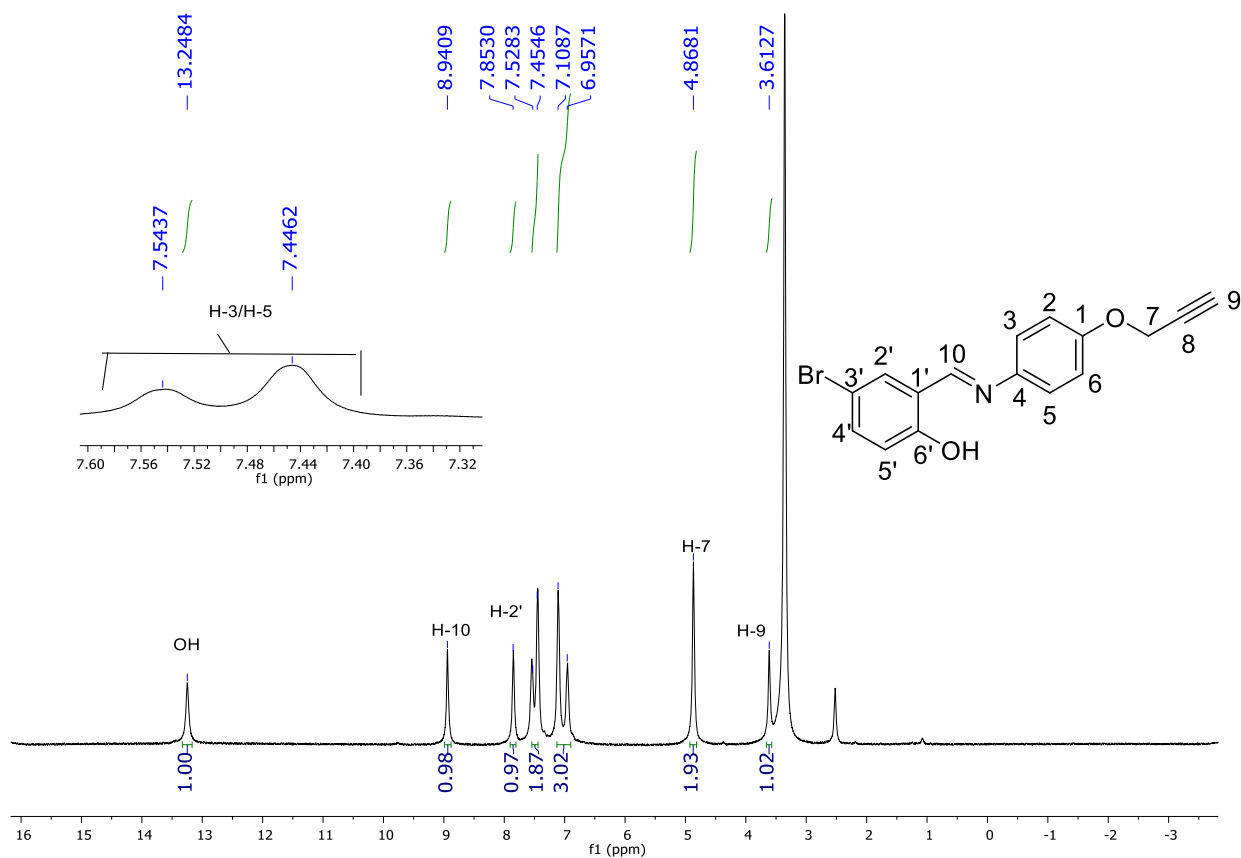 13.2484
8.9409
7.8530
7.5283
7.4546
7.1087
6.9571
4.8681
3.6127
7.5437
7.4462
H-3/H-5
7.60 7.56 7.52 7.48 7.44 7.40 7.36 7.32
f1 (ppm)
2
3
1
O
7
9
8
6
4
5
N
10
2'
1'
Br
3'
4'
5'
6'
OH
OH
H-10
H-2'
H-7
H-9
1.00
0.98
0.97
1.87
3.02
1.93
1.02
16 15 14 13 12 11 10 9 8 7 6 5 4 3 2 1 0 -1 -2 -3
f1 (ppm)